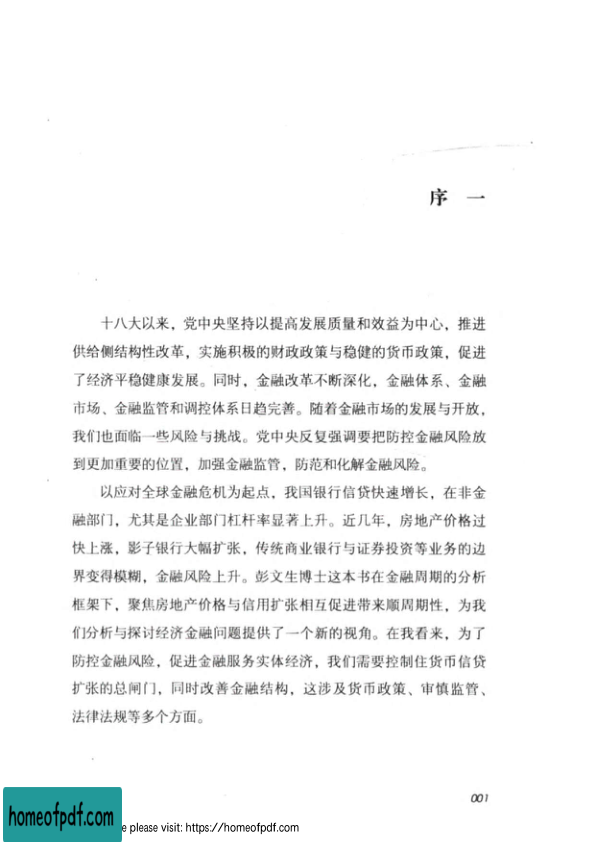 序 一
十八大以来，党中央坚持以提高发展质量和效益为中心，推进
供给侧结构性改革，实施积极的财政政策与稳健的货币政策，促进
了经济平稳健康发展。同时，金融改革不断深化，金融体系、金融
市场、金融监管和调控体系日趋完善。随着金融市场的发展与开放，
我们也面临一些风险与挑战。党中央反复强调要把防控金融风险放
到更加重要的位置，加强金融监管，防范和化解金融风险。
以应对全球金融危机为起点，我国银行信贷快速增长，在非金
融部门，尤其是企业部门杠杆率显著上升。近几年，房地产价格过
快上涨，影子银行大幅扩张，传统商业银行与证券投资等业务的边
界变得模糊，金融风险上升。彭文生博士这本书在金融周期的分析
框架下，聚焦房地产价格与信用扩张相互促进带来顺周期性，为我
们分析与探讨经济金融问题提供了一个新的视角。在我看来，为了
防控金融风险，促进金融服务实体经济，我们需要控制住货币信贷
扩张的总闸门，同时改善金融结构，这涉及货币政策、审慎监管、
法律法规等多个方面。
001
homeofpdf.com
e please visit: https://homeofpdf.com